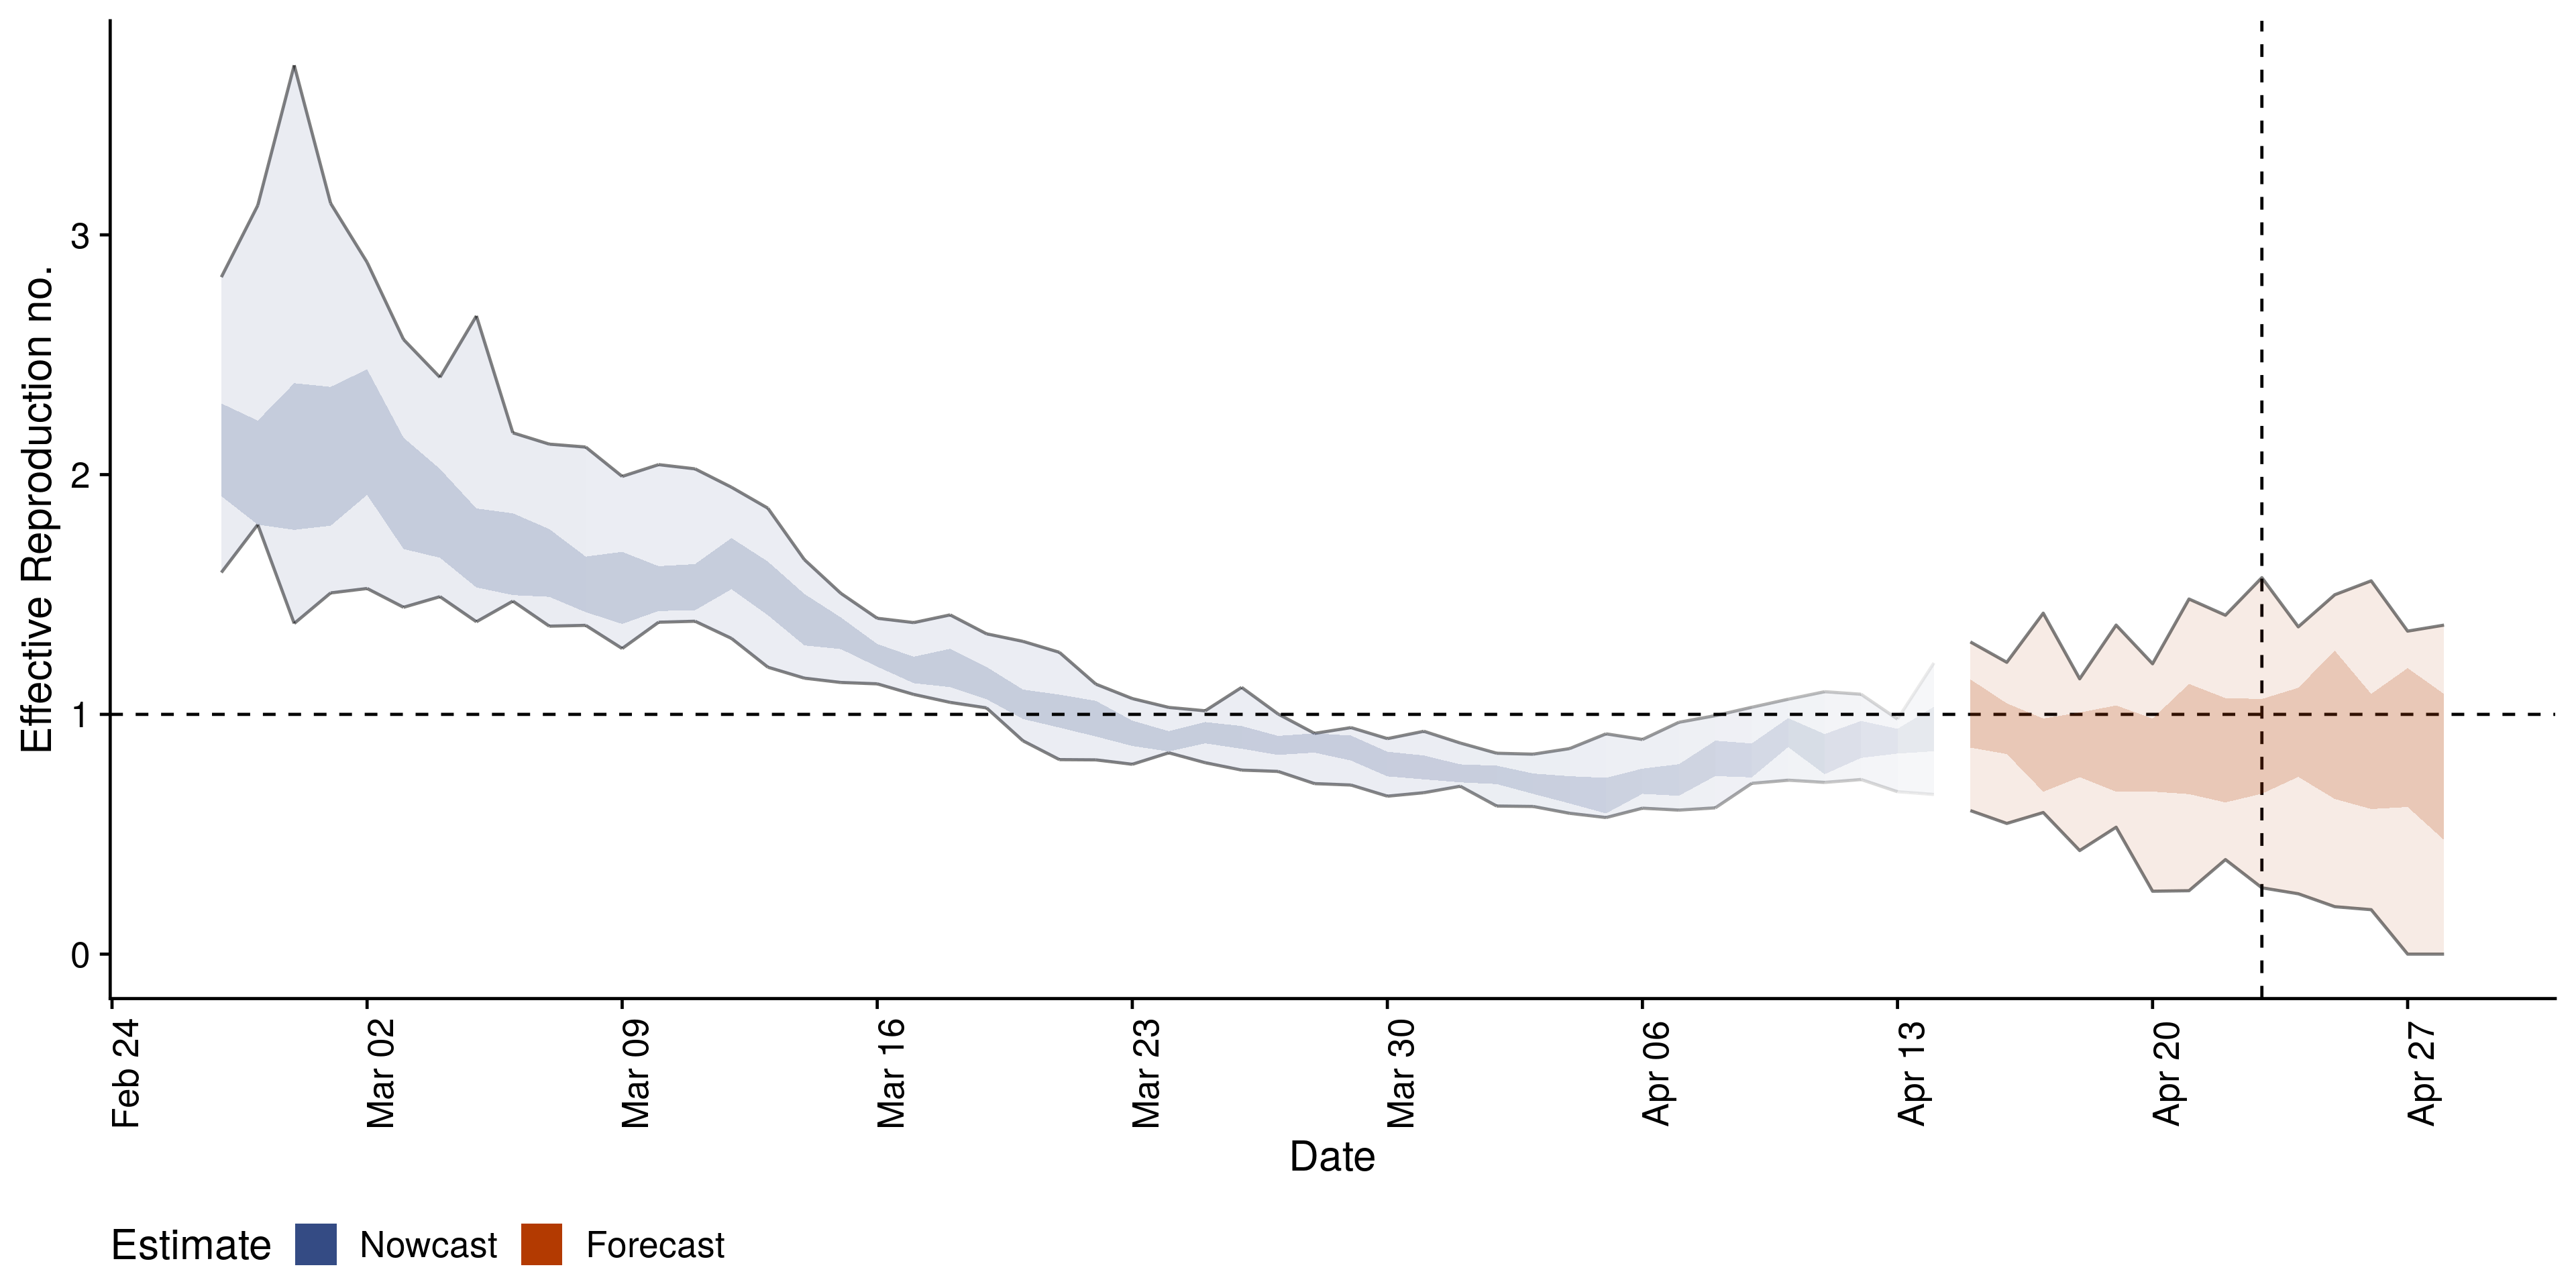 Effective Reproduction no.
3
2
1
0
Feb 24
Mar 02
Mar 09
Mar 16
Mar 23
Mar 30
Apr 06
Apr 13
Apr 20
Apr 27
Date
Estimate Nowcast Forecast